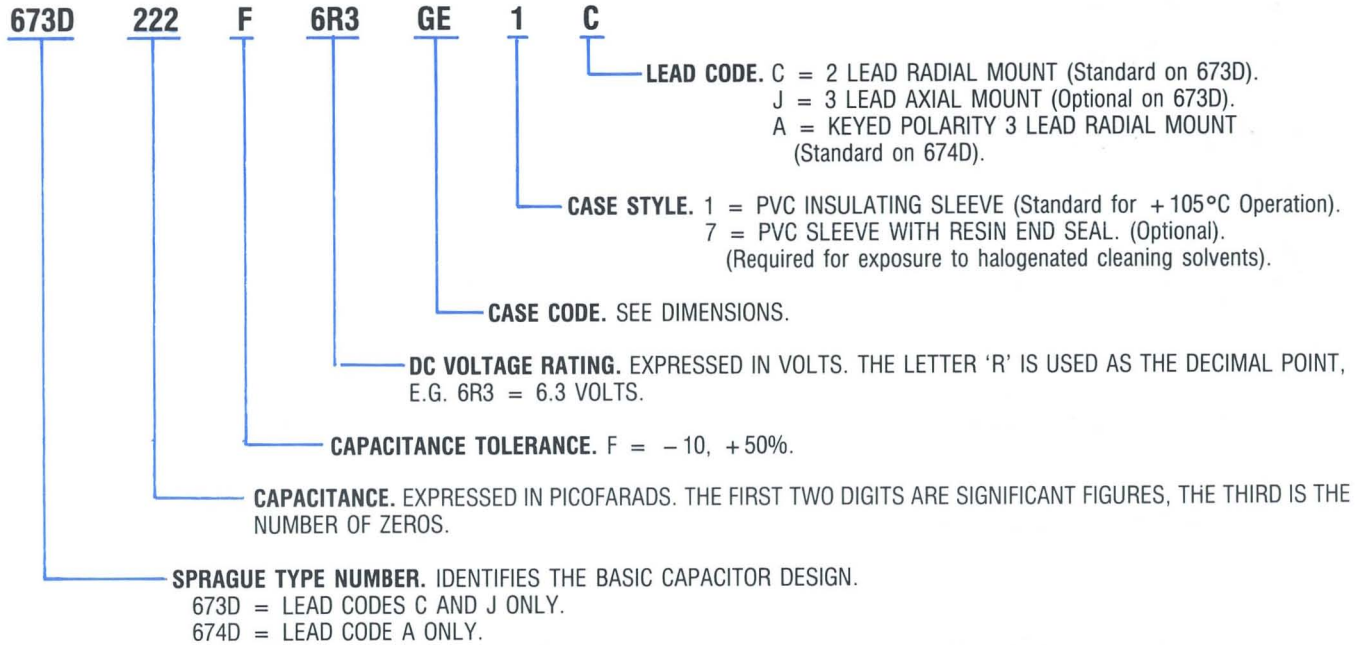 673D 222 F 6R3 GE 1 C
LEAD CODE. C = 2 LEAD RADIAL MOUNT (Standard on 673D).
J = 3 LEAD AXIAL MOUNT (Optional on 673D).
A = KEYED POLARITY 3 LEAD RADIAL MOUNT
(Standard on 674D).
CASE STYLE. 1 = PVC INSULATING SLEEVE (Standard for +105°C Operation).
7 = PVC SLEEVE WITH RESIN END SEAL. (Optional).
(Required for exposure to halogenated cleaning solvents).
CASE CODE. SEE DIMENSIONS.
DC VOLTAGE RATING. EXPRESSED IN VOLTS. THE LETTER ‘R’ IS USED AS THE DECIMAL POINT,
E.G. 6R3 = 6.3 VOLTS.
CAPACITANCE TOLERANCE. F = −10, +50%.
CAPACITANCE. EXPRESSED IN PICOFARADS. THE FIRST TWO DIGITS ARE SIGNIFICANT FIGURES, THE THIRD IS THE
NUMBER OF ZEROS.
SPRAGUE TYPE NUMBER. IDENTIFIES THE BASIC CAPACITOR DESIGN.
673D = LEAD CODES C AND J ONLY.
674D = LEAD CODE A ONLY.